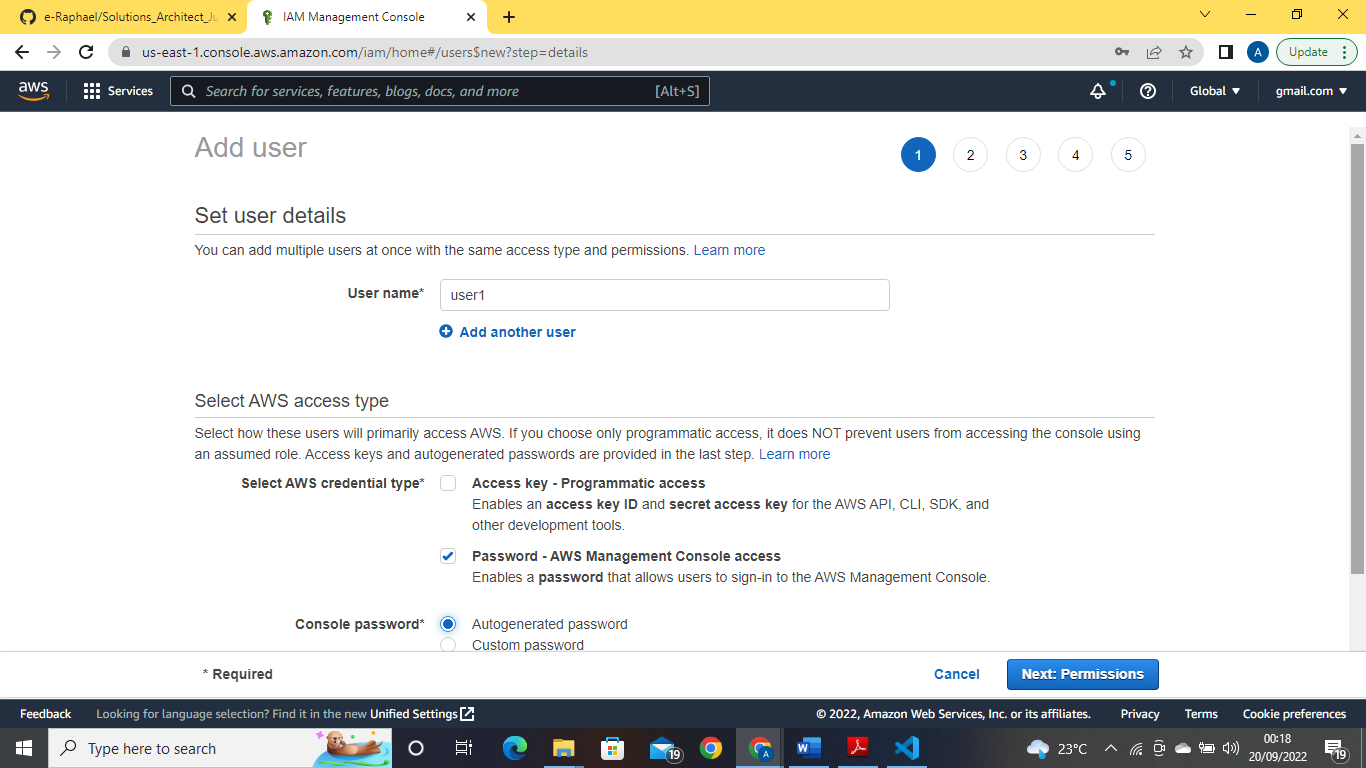 e-Raphael/Solutions_Architect_Ju
IAM Management Console
us-east-1.console.aws.amazon.com/iam/home#/users$new?step=details
A
Update
aws
Services
Search for services, features, blogs, docs, and more
[Alt+S]
Global
gmail.com
Add user
1 2 3 4 5
Set user details
You can add multiple users at once with the same access type and permissions. Learn more
User name*
user1
Add another user
Select AWS access type
Select how these users will primarily access AWS. If you choose only programmatic access, it does NOT prevent users from accessing the console using
an assumed role. Access keys and autogenerated passwords are provided in the last step. Learn more
Select AWS credential type*
Access key - Programmatic access
Enables an access key ID and secret access key for the AWS API, CLI, SDK, and
other development tools.
Password - AWS Management Console access
Enables a password that allows users to sign-in to the AWS Management Console.
Console password*
Autogenerated password
Custom password
* Required
Cancel
Next: Permissions
Feedback
Looking for language selection? Find it in the new Unified Settings
© 2022, Amazon Web Services, Inc. or its affiliates.
Privacy
Terms
Cookie preferences
Type here to search
19
A
W
23°C
00:18
20/09/2022
19